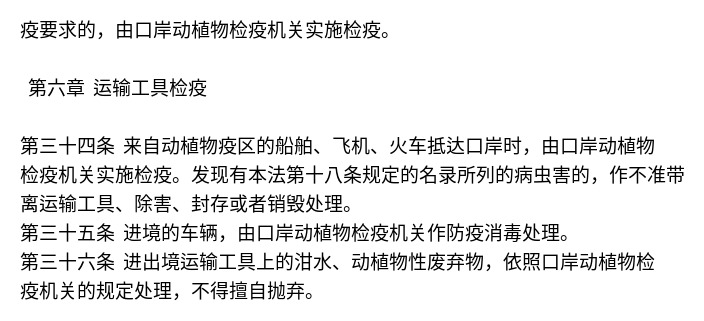 疫要求的，由口岸动植物检疫机关实施检疫。
第六章 运输工具检疫
第三十四条 来自动植物疫区的船舶、飞机、火车抵达口岸时，由口岸动植物
检疫机关实施检疫。发现有本法第十八条规定的名录所列的病虫害的，作不准带
离运输工具、除害、封存或者销毁处理。
第三十五条 进境的车辆，由口岸动植物检疫机关作防疫消毒处理。
第三十六条 进出境运输工具上的泔水、动植物性废弃物，依照口岸动植物检
疫机关的规定处理，不得擅自抛弃。